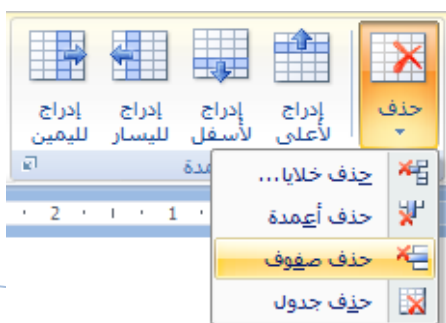 حذف
إدراج لأعلى
إدراج لأسفل
إدراج لليسار
إدراج لليمين
حذف خلايا...
حذف أعمدة
حذف صفوف
حذف جدول
1
2